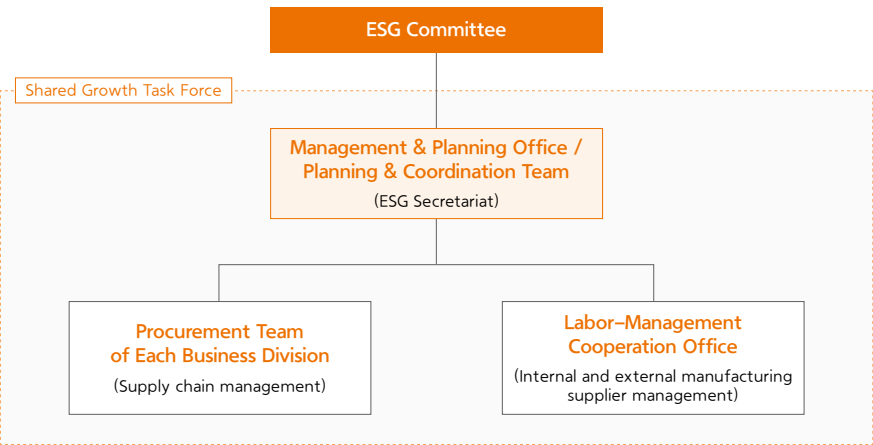 ESG Committee
Shared Growth Task Force
Management & Planning Office /
Planning & Coordination Team
(ESG Secretariat)
Procurement Team
of Each Business Division
(Supply chain management)
Labor–Management
Cooperation Office
(Internal and external manufacturing
supplier management)